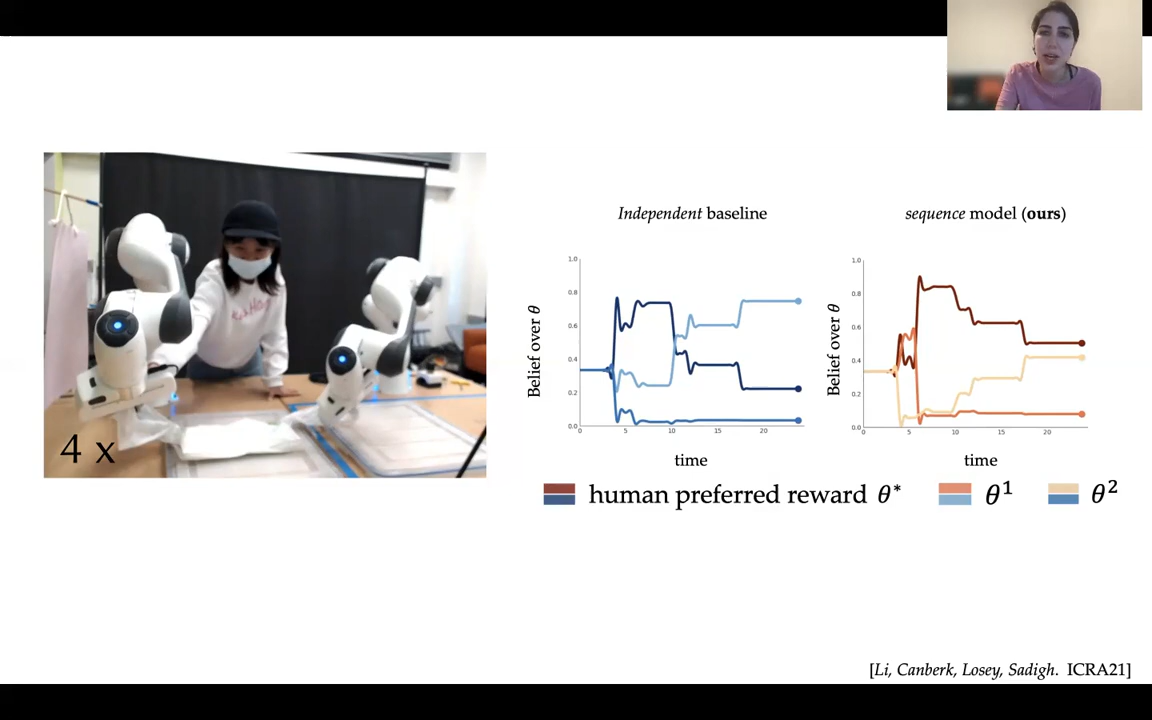 Independent baseline
sequence model (ours)
Belief over θ
1.0
0.8
0.6
0.4
0.2
0.0
0
5
10
15
20
time
Belief over θ
1.0
0.8
0.6
0.4
0.2
0.0
0
5
10
15
20
time
4 x
human preferred reward θ*
θ¹
θ²
[Li, Canberk, Losey, Sadigh. ICRA21]